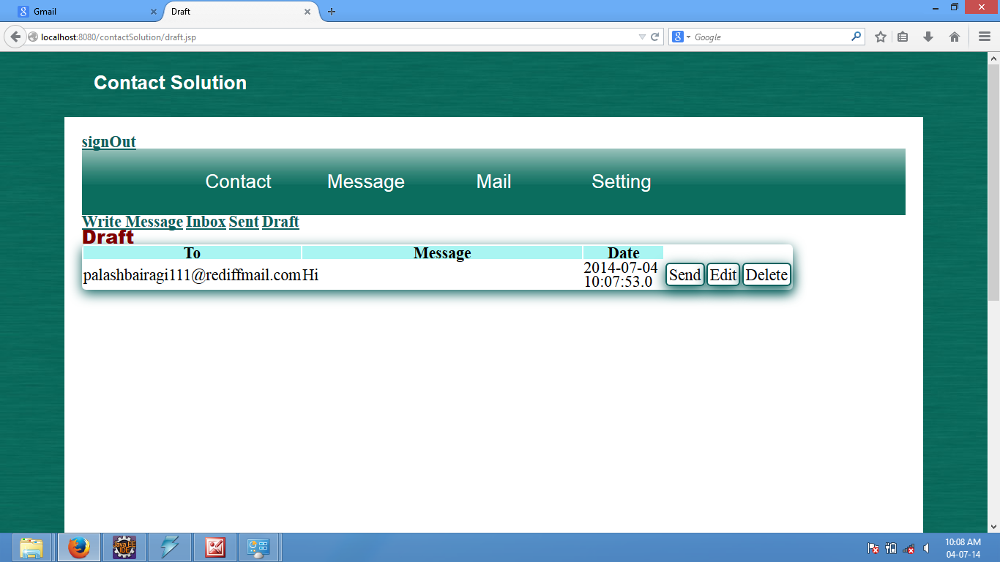 Gmail
Draft
localhost:8080/contactSolution/draft.jsp
Google
Contact Solution
signOut
Contact Message Mail Setting
Write Message Inbox Sent Draft
Draft
To Message Date
palashbairagi111@rediffmail.com Hi 2014-07-04
10:07:53.0 Send Edit Delete
Java EE
IDE
10:08 AM
04-07-14